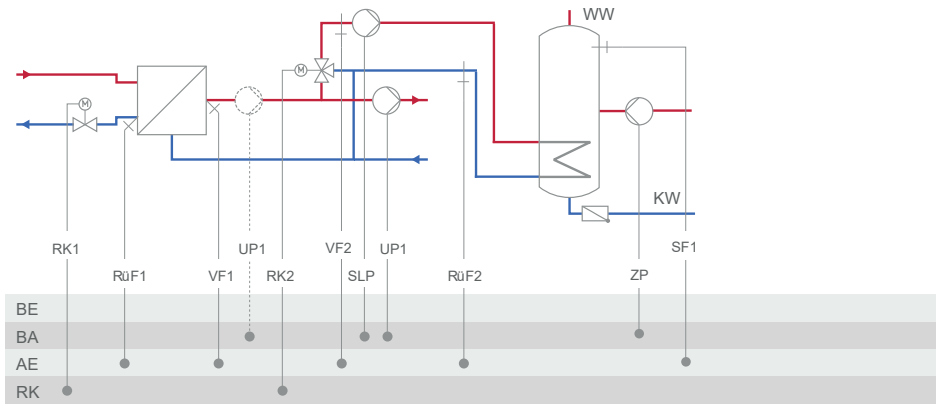 WW
M
M
KW
RK1 UP1 VF2 UP1 SF1
RüF1 VF1 RK2 SLP RüF2 ZP
BE
BA
AE
RK